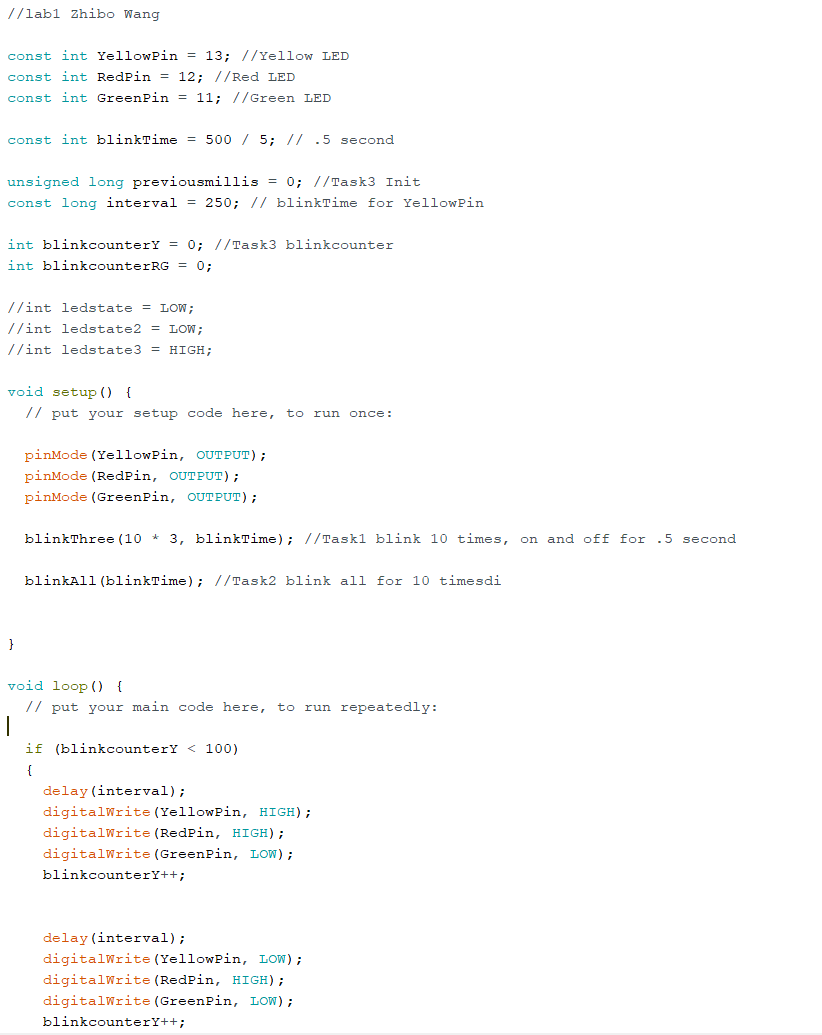 //lab1 Zhibo Wang
const int YellowPin = 13; //Yellow LED
const int RedPin = 12; //Red LED
const int GreenPin = 11; //Green LED
const int blinkTime = 500 / 5; // .5 second
unsigned long previousmillis = 0; //Task3 Init
const long interval = 250; // blinkTime for YellowPin
int blinkcounterY = 0; //Task3 blinkcounter
int blinkcounterRG = 0;
//int ledstate = LOW;
//int ledstate2 = LOW;
//int ledstate3 = HIGH;
void setup() {
// put your setup code here, to run once:
pinMode(YellowPin, OUTPUT);
pinMode(RedPin, OUTPUT);
pinMode(GreenPin, OUTPUT);
blinkThree(10 * 3, blinkTime); //Task1 blink 10 times, on and off for .5 second
blinkAll(blinkTime); //Task2 blink all for 10 timesdi
}
void loop() {
// put your main code here, to run repeatedly:
if (blinkcounterY < 100)
{
delay(interval);
digitalWrite(YellowPin, HIGH);
digitalWrite(RedPin, HIGH);
digitalWrite(GreenPin, LOW);
blinkcounterY++;
delay(interval);
digitalWrite(YellowPin, LOW);
digitalWrite(RedPin, HIGH);
digitalWrite(GreenPin, LOW);
blinkcounterY++;